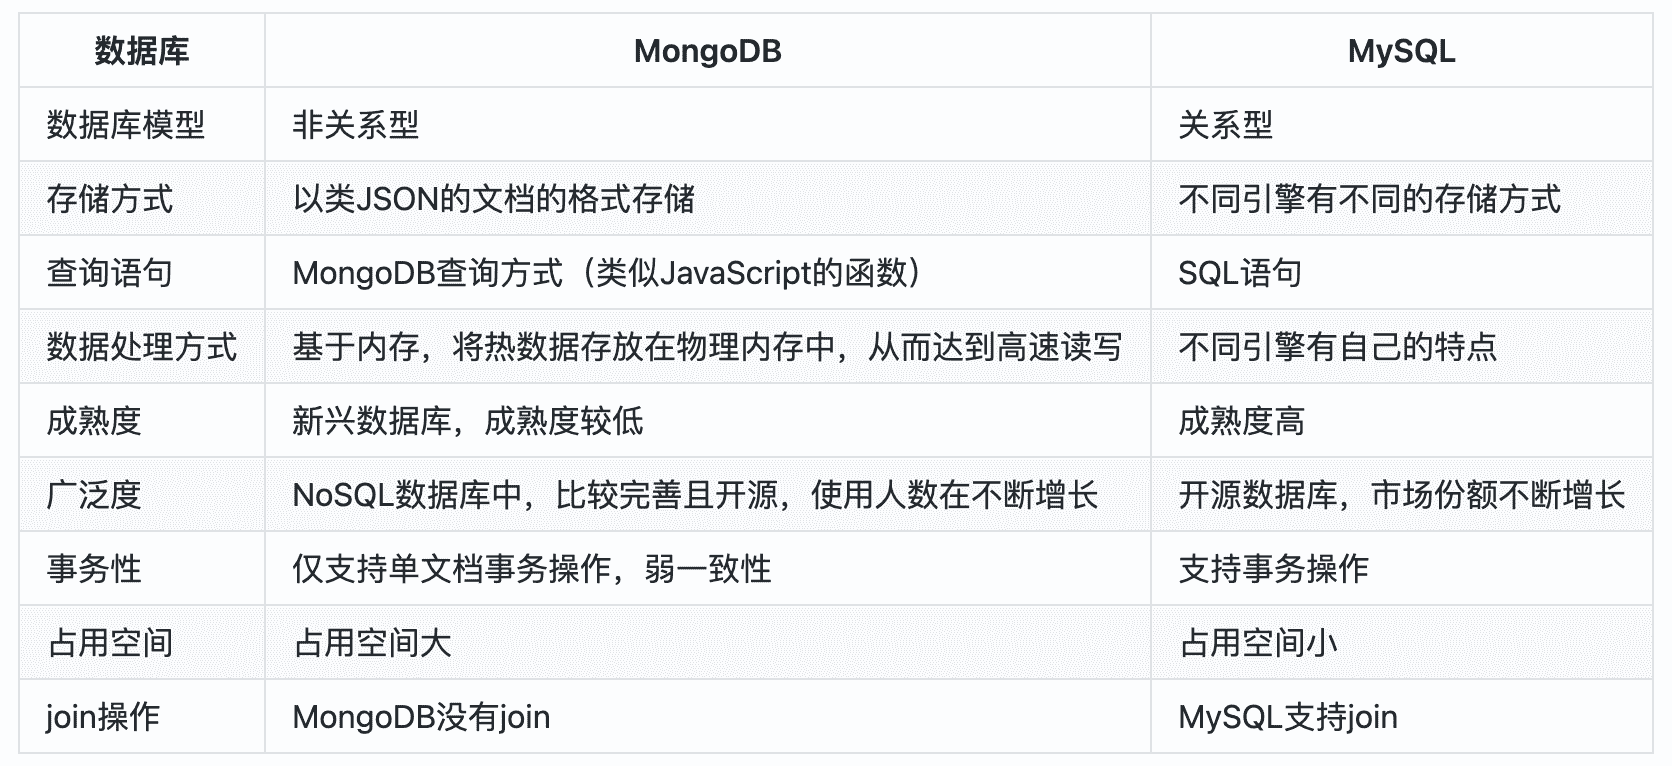 数据库 MongoDB MySQL
数据库模型 非关系型 关系型
存储方式 以类JSON的文档的格式存储 不同引擎有不同的存储方式
查询语句 MongoDB查询方式（类似JavaScript的函数） SQL语句
数据处理方式 基于内存，将热数据存放在物理内存中，从而达到高速读写 不同引擎有自己的特点
成熟度 新兴数据库，成熟度较低 成熟度高
广泛度 NoSQL数据库中，比较完善且开源，使用人数在不断增长 开源数据库，市场份额不断增长
事务性 仅支持单文档事务操作，弱一致性 支持事务操作
占用空间 占用空间大 占用空间小
join操作 MongoDB没有join MySQL支持join